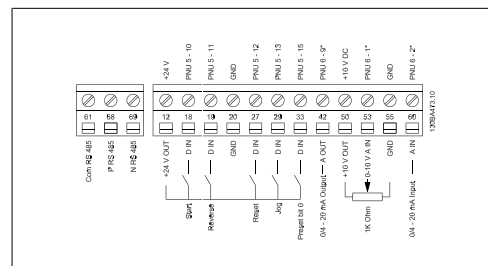 +24 V
PNU 5 - 10
PNU 5 - 11
GND
PNU 5 - 12
PNU 5 - 13
PNU 5 - 15
PNU 6 - 9*
+10 V DC
PNU 6 - 1*
GND
PNU 6 - 2*
61 68 69 12 18 19 20 27 29 33 42 50 53 55 60
Com RS 485
P RS 485
N RS 485
+24 V OUT
D IN
D IN
GND
D IN
D IN
D IN
A OUT
+10 V OUT
0-10 V A IN
GND
A IN
Start
Reverse
Reset
Jog
Preset bit 0
0/4 - 20 mA Output
1K Ohm
0/4 - 20 mA Input
130BA473.10